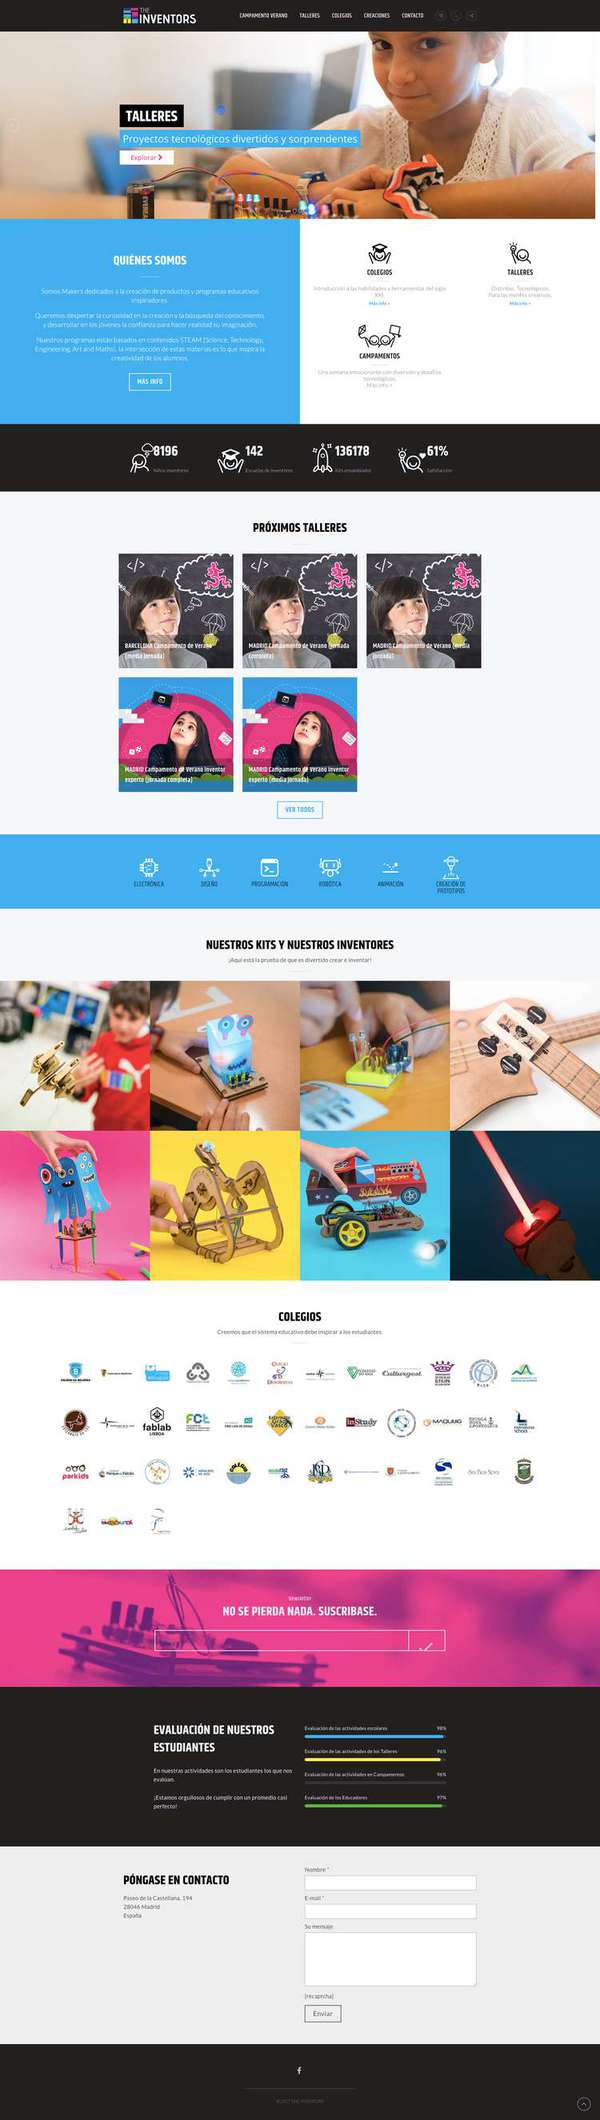 THE
INVENTORS
CAMPAMENTO VERANO
TALLERES
COLEGIOS
CREACIONES
CONTACTO
TALLERES
Proyectos tecnológicos divertidos y sorprendentes
Explorar >
QUIÉNES SOMOS
Somos Makers dedicados a la creación de productos y programas educativos
inspiradores.
Queremos despertar la curiosidad en la creación y la búsqueda del conocimiento,
y desarrollar en los jóvenes la confianza para hacer realidad su imaginación.
Nuestros programas están basados en contenidos STEAM (Science, Technology,
Engineering, Art and Maths), la intersección de estas materias es lo que inspira la
creatividad de los alumnos.
MÁS INFO
COLEGIOS
Introducción a las habilidades y herramientas del siglo
XXI.
Más info >
TALLERES
Distintas. Tecnológicas.
Para las mentes creativas.
Más info >
CAMPAMENTOS
Una semana emocionante con diversión y desafíos
tecnológicos.
Más info >
8196
Niños inventores
142
Escuelas de inventores
136178
Kits ensamblados
61%
Satisfacción
PRÓXIMOS TALLERES
BARCELONA Campamento de Verano
(media jornada)
MADRID Campamento de Verano (jornada
completa)
MADRID Campamento de Verano (media
jornada)
MADRID Campamento de Verano Inventor
experto (jornada completa)
MADRID Campamento de Verano Inventor
experto (media jornada)
VER TODOS
ELECTRÓNICA
DISEÑO
PROGRAMACIÓN
ROBÓTICA
ANIMACIÓN
CREACIÓN DE
PROTOTIPOS
NUESTROS KITS Y NUESTROS INVENTORES
¡Aquí está la prueba de que es divertido crear e inventar!
COLEGIOS
Creemos que el sistema educativo debe inspirar a los estudiantes.
Culturgest
fablab
LISBOA
FCT
InStudy
MAQUIJIG
parkids
Parque das Nações
Newsletter
NO SE PIERDA NADA. SUSCRIBASE.
EVALUACIÓN DE NUESTROS
ESTUDIANTES
En nuestras actividades son los estudiantes los que nos
evalúan.
¡Estamos orgullosos de cumplir con un promedio casi
perfecto!
Evaluación de las actividades escolares 98%
Evaluación de las actividades de los Talleres 96%
Evaluación de las actividades en Campamentos 96%
Evaluación de los Educadores 97%
PÓNGASE EN CONTACTO
Paseo de la Castellana, 194
28046 Madrid
España
Nombre *
E-mail *
Su mensaje
[recaptcha]
Enviar
©2017 THE INVENTORS